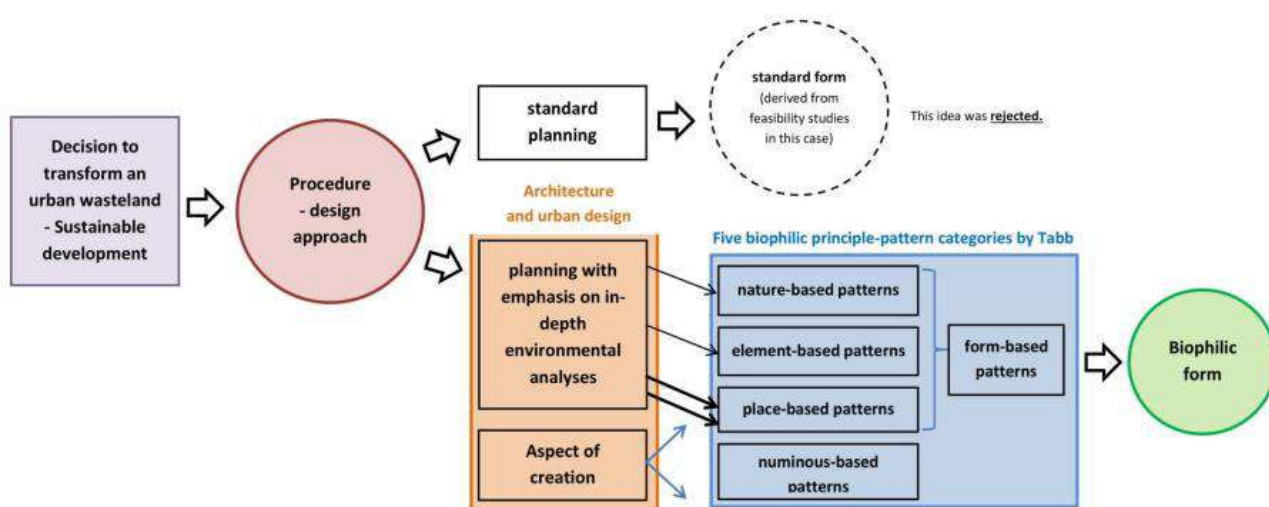 Decision to
transform an
urban wasteland
- Sustainable
development
Procedure
- design
approach
standard
planning
standard form
(derived from
feasibility studies
in this case)
This idea was rejected.
Architecture
and urban design
planning with
emphasis on in-
depth
environmental
analyses
Aspect of
creation
Five biophilic principle-pattern categories by Tabb
nature-based patterns
element-based patterns
place-based patterns
numinous-based
patterns
form-based
patterns
Biophilic
form